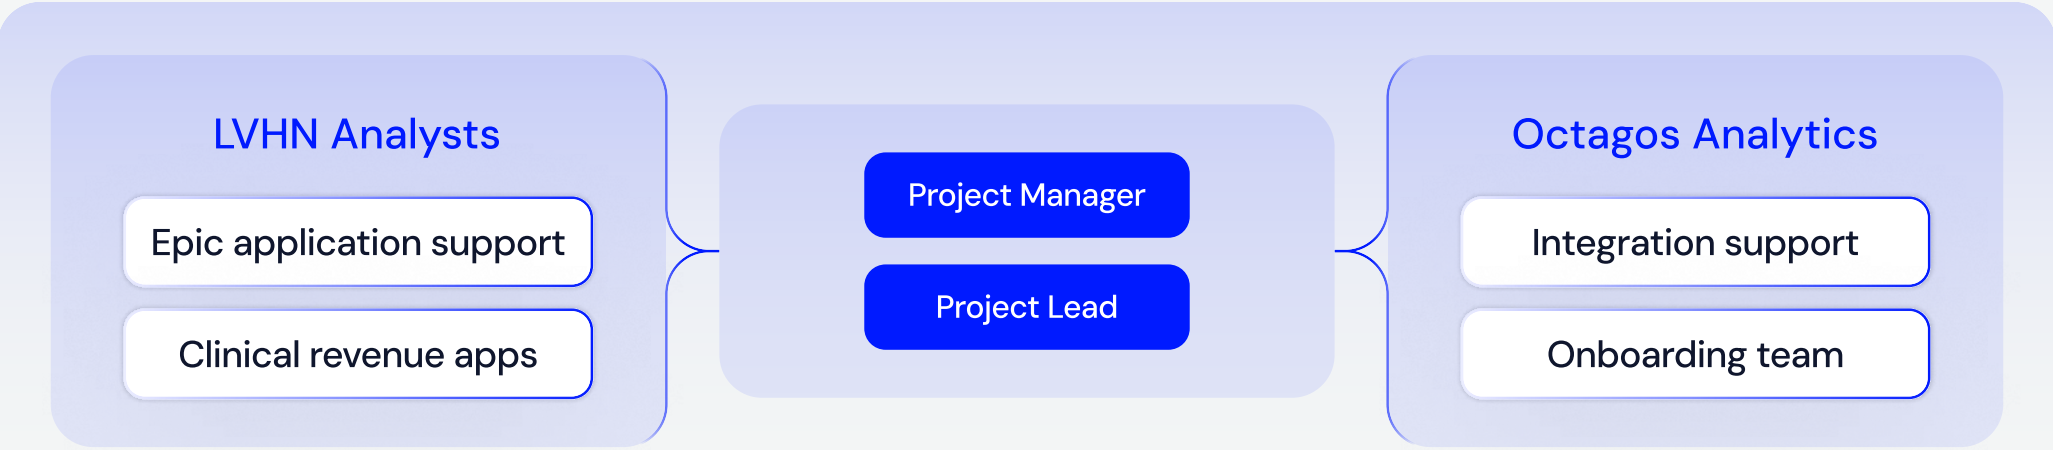 LVHN Analysts
Epic application support
Clinical revenue apps
Project Manager
Project Lead
Octagos Analytics
Integration support
Onboarding team